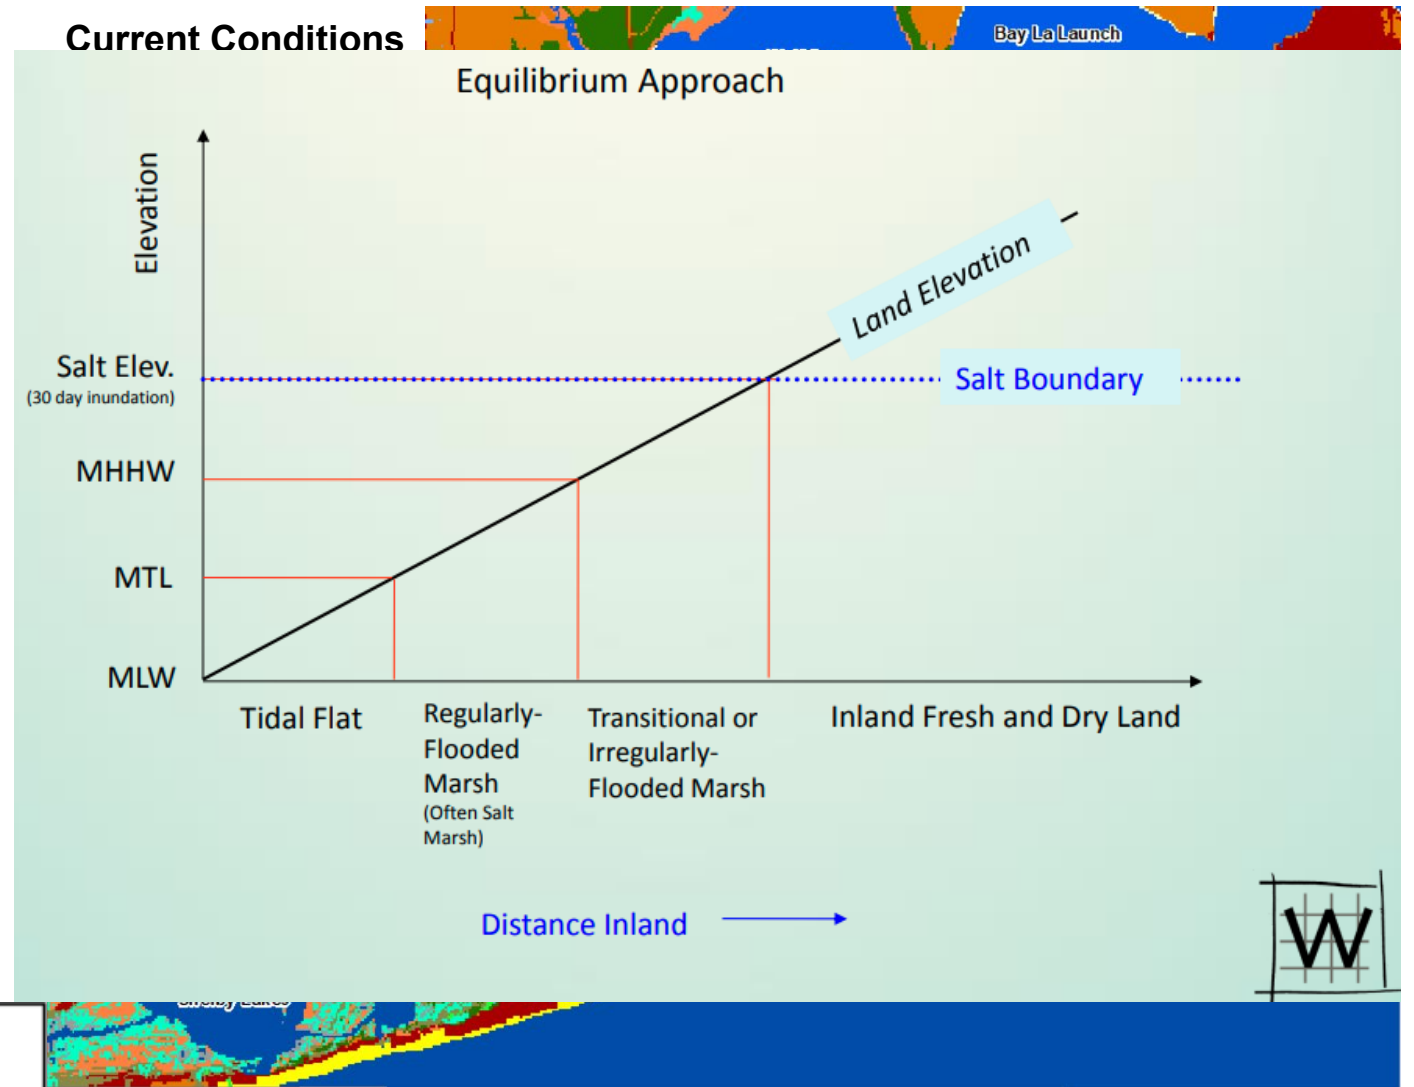 Current Conditions
Bay La Launch
Equilibrium Approach
Elevation
Land Elevation
Salt Elev.
(30 day inundation)
Salt Boundary
MHHW
MTL
MLW
Tidal Flat
Regularly-
Flooded
Marsh
(Often Salt
Marsh)
Transitional or
Irregularly-
Flooded Marsh
Inland Fresh and Dry Land
Distance Inland
W
Shelby Lakes